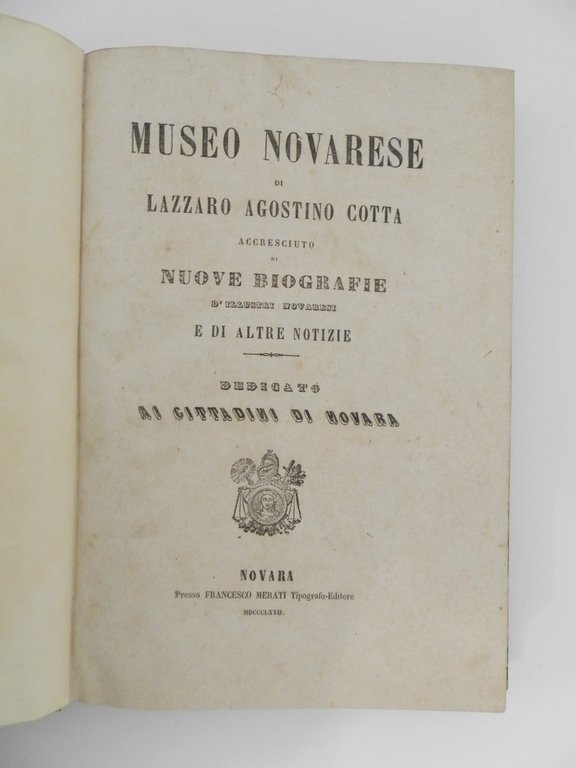 MUSEO NOVARESE
DI
LAZZARO AGOSTINO COTTA
ACCRESCIUTO
DI
NUOVE BIOGRAFIE
D'ILLUSTRI NOVARESI
E DI ALTRE NOTIZIE
DEDICATO
AI CITTADINI DI NOVARA
NOVARA
Presso FRANCESCO MERATI Tipografo-Editore
MDCCCLXXII.